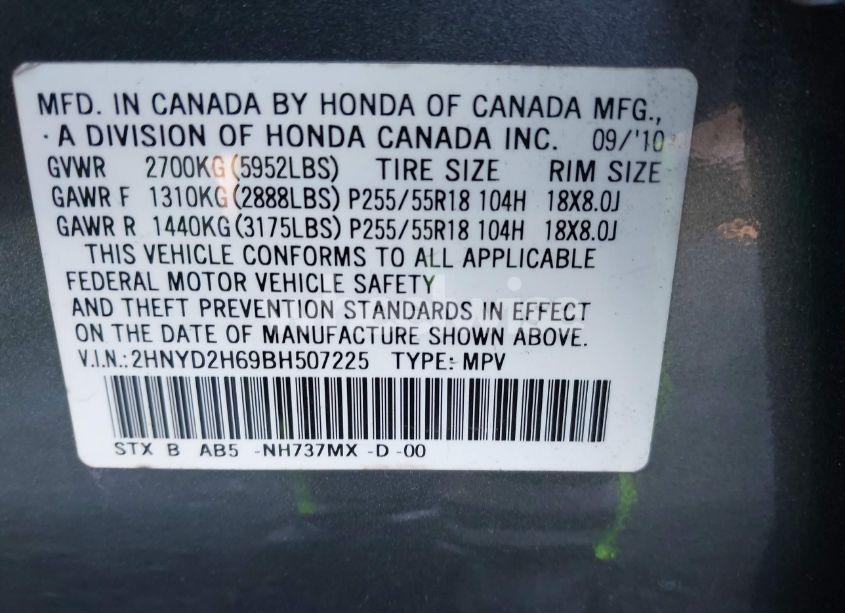 MFD. IN CANADA BY HONDA OF CANADA MFG.,
A DIVISION OF HONDA CANADA INC. 09/'10
GVWR 2700KG(5952LBS) TIRE SIZE RIM SIZE
GAWR F 1310KG(2888LBS) P255/55R18 104H 18X8.0J
GAWR R 1440KG(3175LBS) P255/55R18 104H 18X8.0J
THIS VEHICLE CONFORMS TO ALL APPLICABLE
FEDERAL MOTOR VEHICLE SAFETY
AND THEFT PREVENTION STANDARDS IN EFFECT
ON THE DATE OF MANUFACTURE SHOWN ABOVE.
V.I.N.:2HNYD2H69BH507225 TYPE:MPV
STX B AB5 -NH737MX -D -00